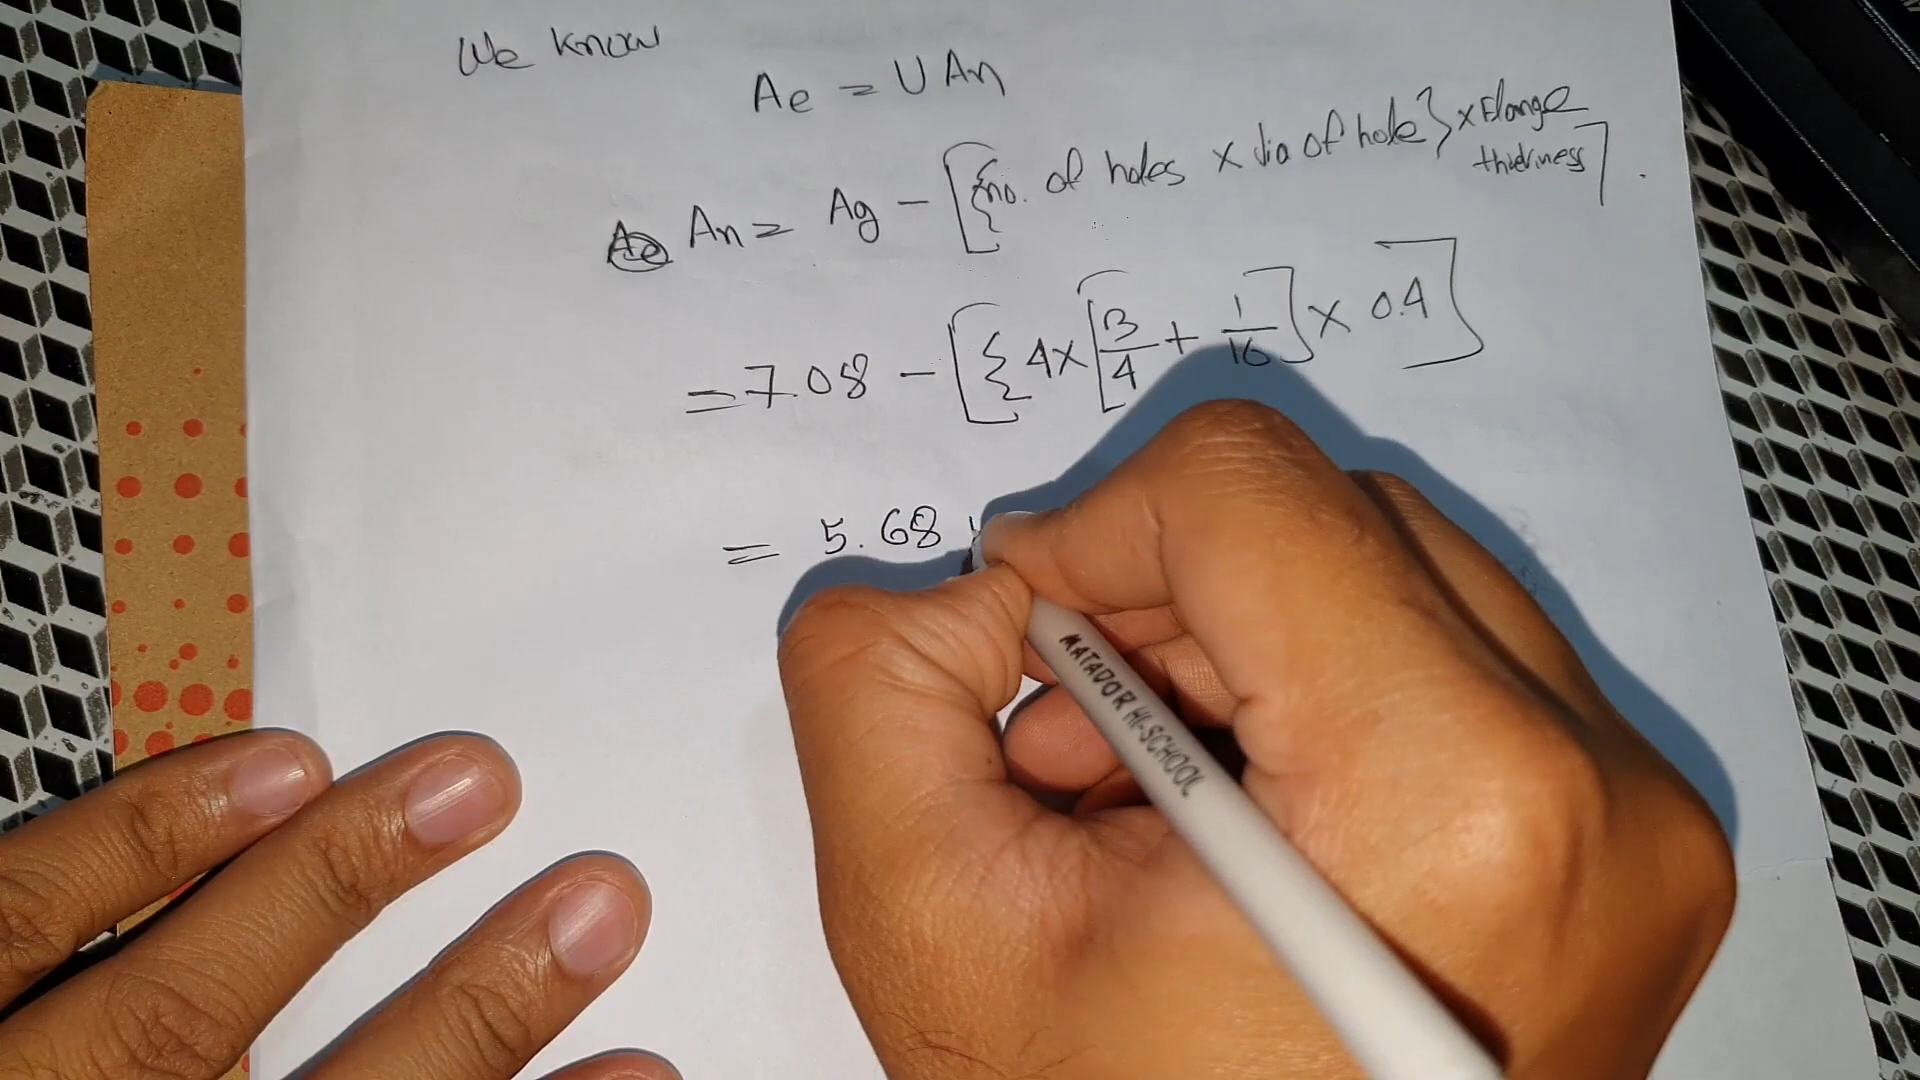 We know
Ae = U An
An = Ag - [{no. of holes x dia of hole} x Flange thickness].
= 7.08 - [{4x[3/4 + 1/16] x 0.4]
= 5.68
MATADOR HI-SCHOOL